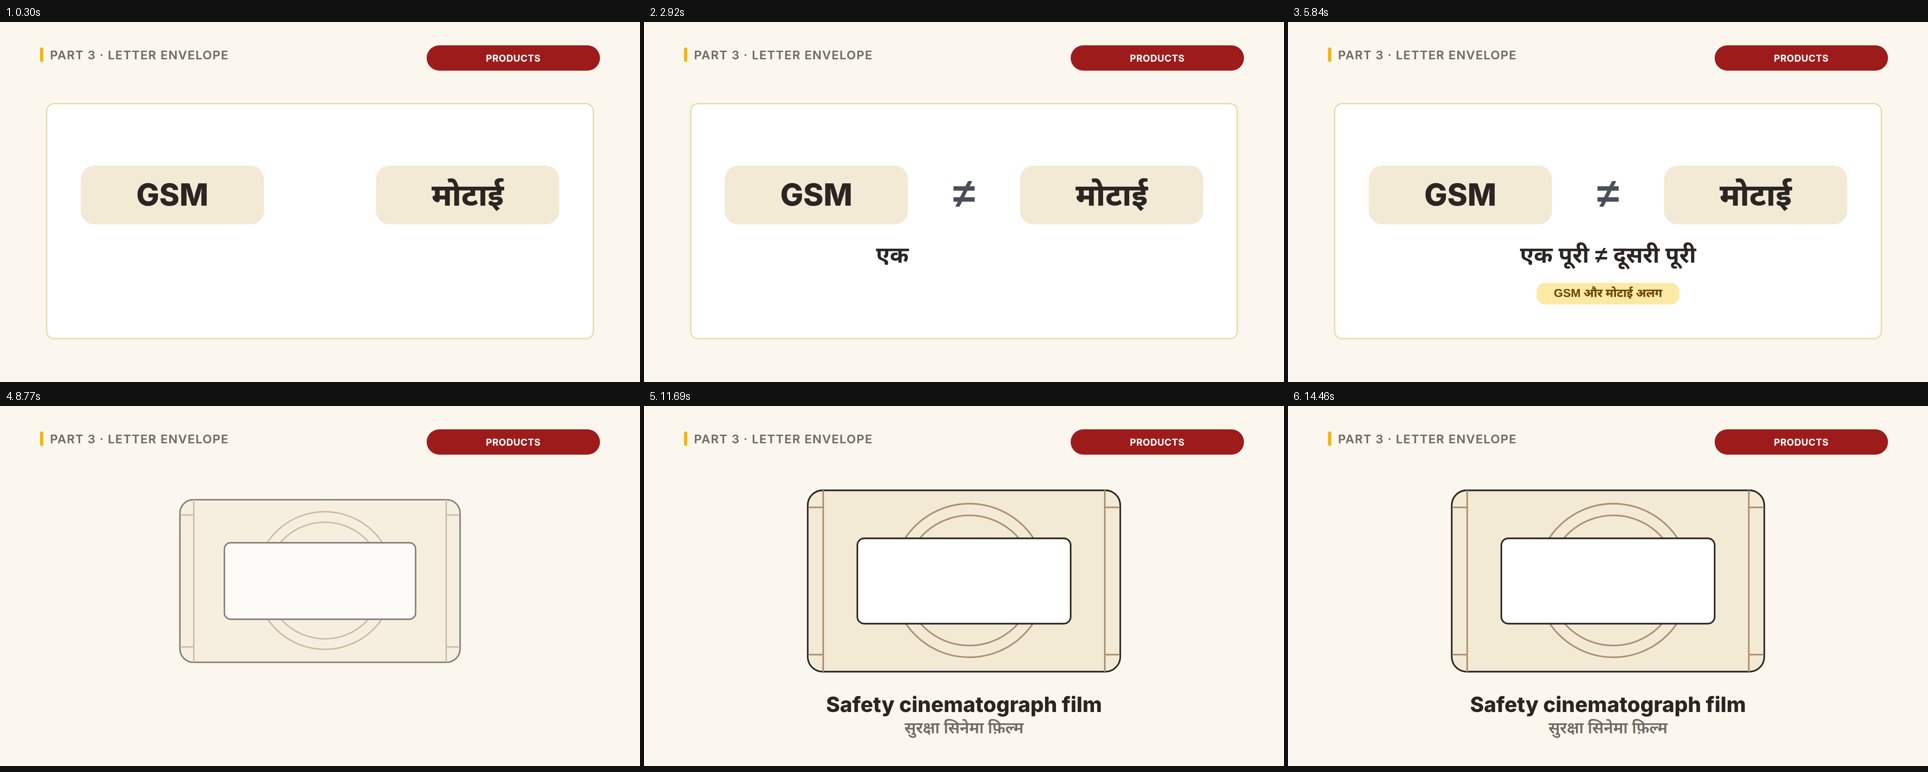 1. 0.30s
PART 3 · LETTER ENVELOPE
PRODUCTS
GSM
मोटाई
2. 2.92s
PART 3 · LETTER ENVELOPE
PRODUCTS
GSM ≠ मोटाई
एक
3. 5.84s
PART 3 · LETTER ENVELOPE
PRODUCTS
GSM ≠ मोटाई
एक पूरी ≠ दूसरी पूरी
GSM और मोटाई अलग
4. 8.77s
PART 3 · LETTER ENVELOPE
PRODUCTS
5. 11.69s
PART 3 · LETTER ENVELOPE
PRODUCTS
Safety cinematograph film
सुरक्षा सिनेमा फ़िल्म
6. 14.46s
PART 3 · LETTER ENVELOPE
PRODUCTS
Safety cinematograph film
सुरक्षा सिनेमा फ़िल्म